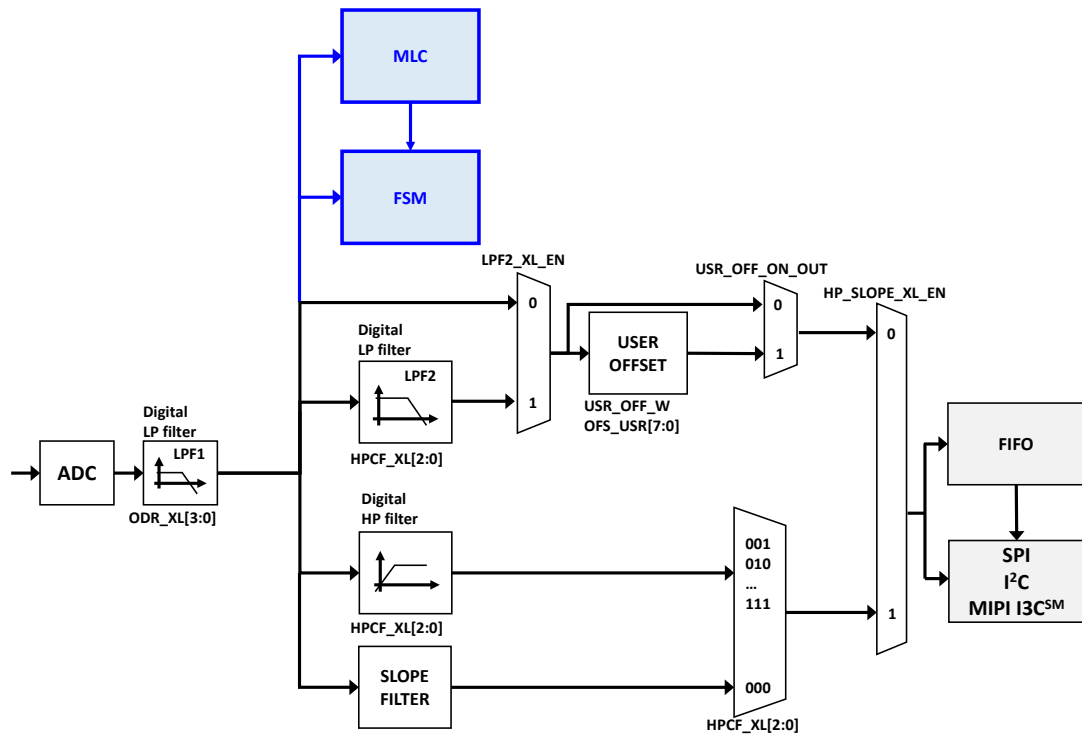 MLC
FSM
LPF2_XL_EN
USR_OFF_ON_OUT
HP_SLOPE_XL_EN
0
0
0
Digital
LP filter
LPF2
USER
OFFSET
1
1
USR_OFF_W
OFS_USR[7:0]
HPCF_XL[2:0]
Digital
LP filter
LPF1
ADC
ODR_XL[3:0]
FIFO
Digital
HP filter
HPCF_XL[2:0]
001
010
...
111
1
SPI
I²C
MIPI I3Cˢᴹ
SLOPE
FILTER
000
HPCF_XL[2:0]